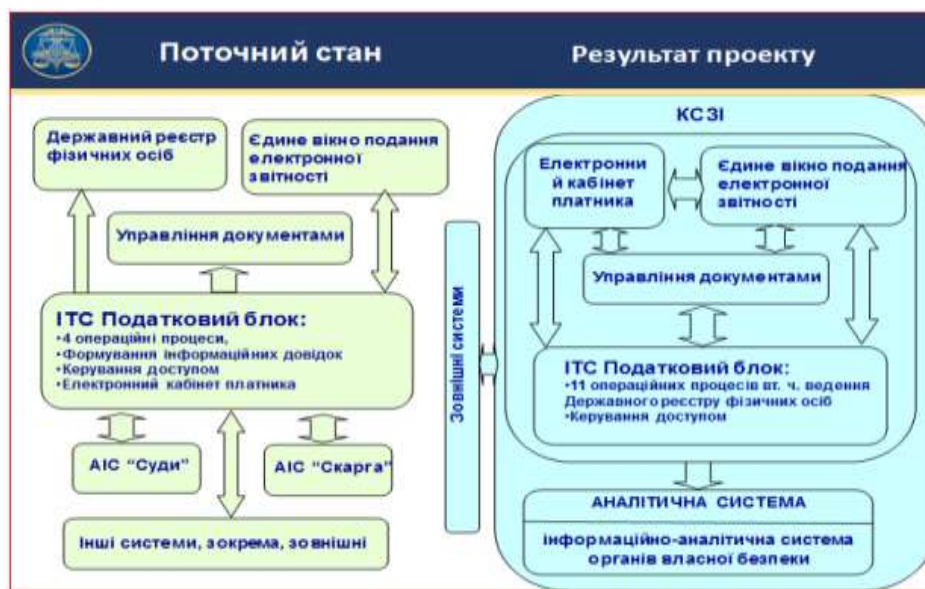 Поточний стан
Результат проекту
Державний реєстр
фізичних осіб
Єдине вікно подання
електронної
звітності
Управління документами
ІТС Податковий блок:
•4 операційні процеси,
•Формування інформаційних довідок
•Керування доступом
•Електронний кабінет платника
АІС "Суди"
АІС "Скарга"
Інші системи, зокрема, зовнішні
Зовнішні системи
КСЗІ
Електронни
й кабінет
платника
Єдине вікно подання
електронної
звітності
Управління документами
ІТС Податковий блок:
•11 операційних процесів вт. ч. ведення
Державного реєстру фізичних осіб
•Керування доступом
АНАЛІТИЧНА СИСТЕМА
інформаційно-аналітична система
органів власної безпеки